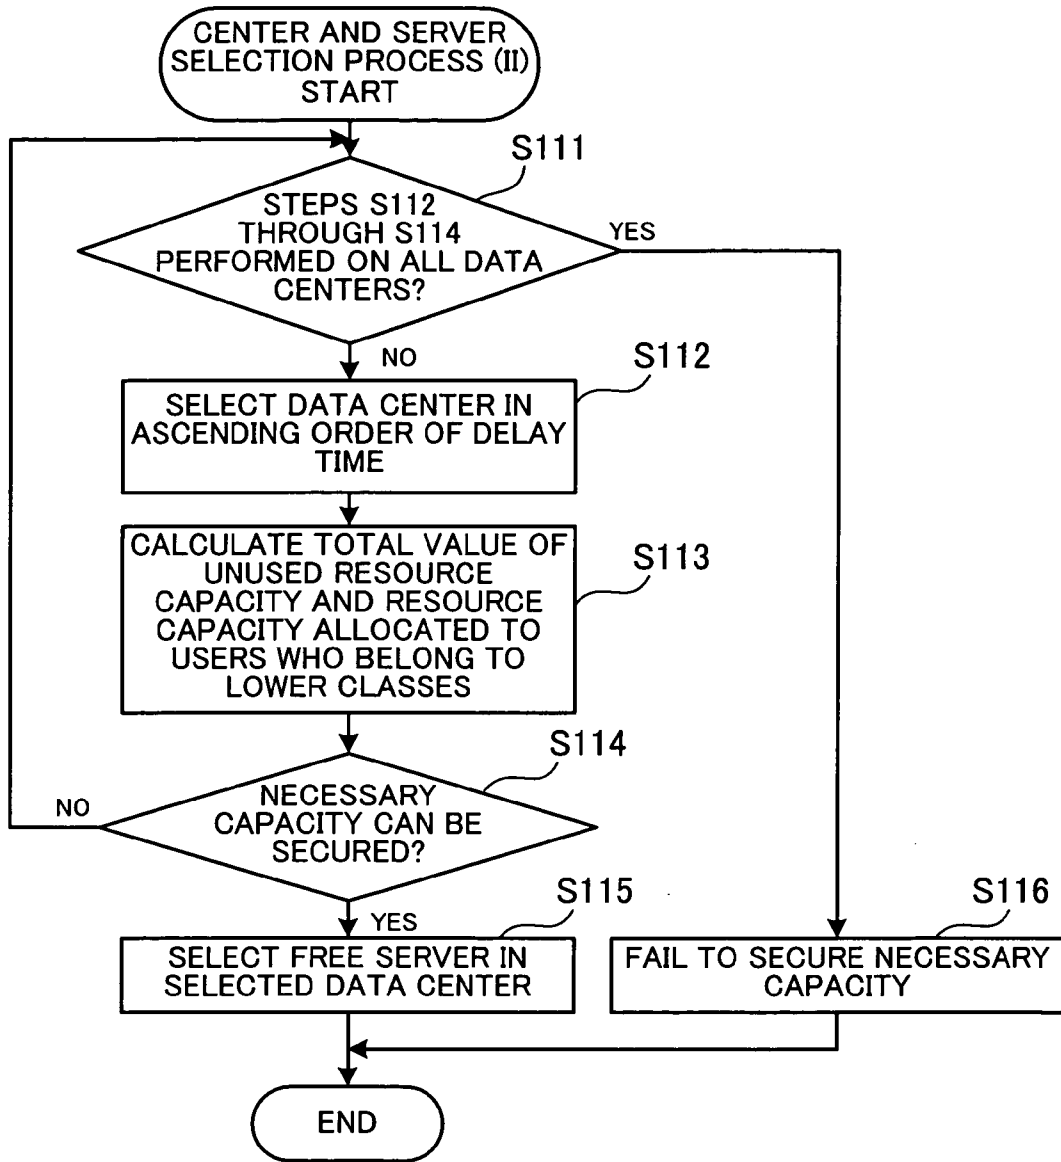 CENTER AND SERVER
SELECTION PROCESS (II)
START
S111
STEPS S112
THROUGH S114
PERFORMED ON ALL DATA
CENTERS?
YES
NO
S112
SELECT DATA CENTER IN
ASCENDING ORDER OF DELAY
TIME
S113
CALCULATE TOTAL VALUE OF
UNUSED RESOURCE
CAPACITY AND RESOURCE
CAPACITY ALLOCATED TO
USERS WHO BELONG TO
LOWER CLASSES
S114
NO
NECESSARY
CAPACITY CAN BE
SECURED?
YES
S115
SELECT FREE SERVER IN
SELECTED DATA CENTER
S116
FAIL TO SECURE NECESSARY
CAPACITY
END